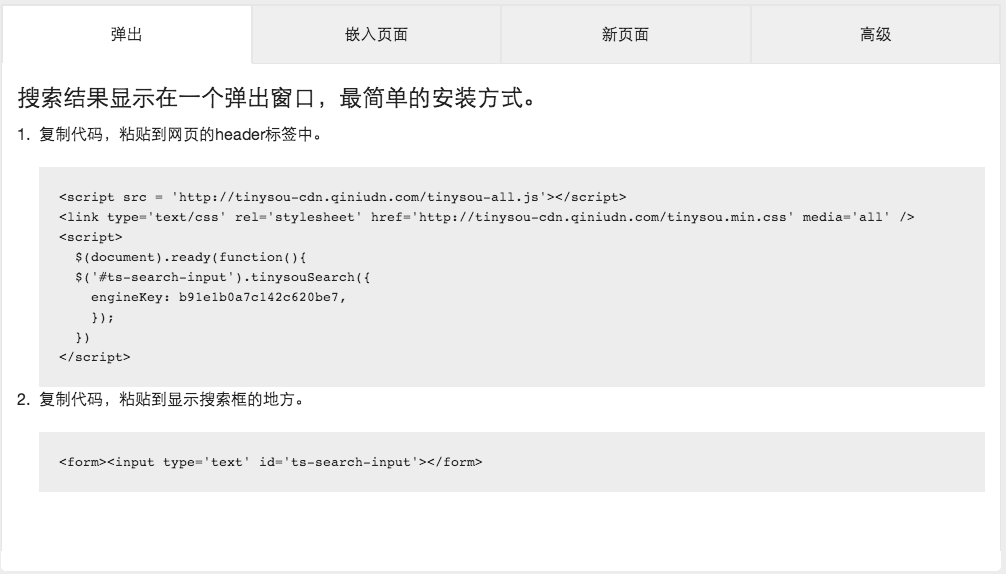 弹出
嵌入页面
新页面
高级
搜索结果显示在一个弹出窗口，最简单的安装方式。
1. 复制代码，粘贴到网页的header标签中。
<script src = 'http://tinysou-cdn.qiniudn.com/tinysou-all.js'></script>
<link type='text/css' rel='stylesheet' href='http://tinysou-cdn.qiniudn.com/tinysou.min.css' media='all' />
<script>
$(document).ready(function(){
$('#ts-search-input').tinysouSearch({
engineKey: b91e1b0a7c142c620be7,
});
})
</script>
2. 复制代码，粘贴到显示搜索框的地方。
<form><input type='text' id='ts-search-input'></form>